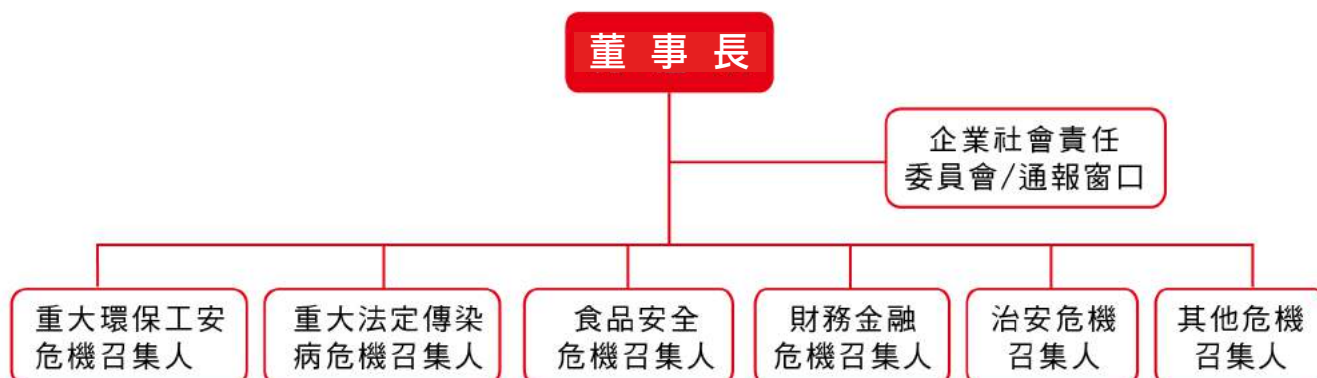 董事長
企業社會責任
委員會/通報窗口
重大環保工安
危機召集人
重大法定傳染
病危機召集人
食品安全
危機召集人
財務金融
危機召集人
治安危機
召集人
其他危機
召集人